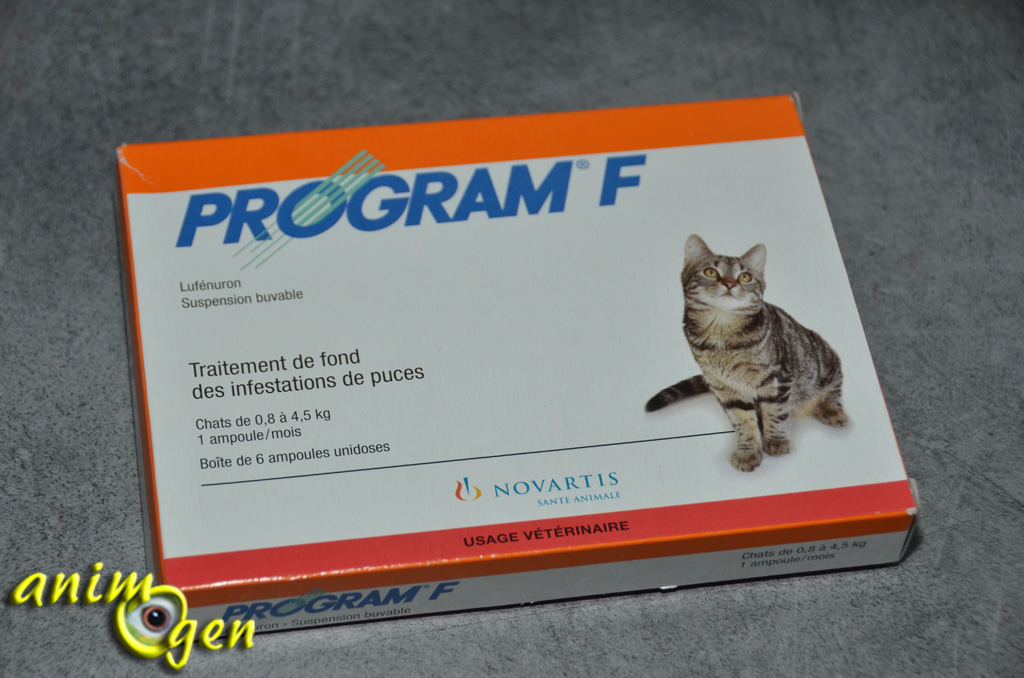 PROGRAM® F
Lufénuron
Suspension buvable
Traitement de fond
des infestations de puces
Chats de 0,8 à 4,5 kg
1 ampoule/mois
Boîte de 6 ampoules unidoses
NOVARTIS
SANTE ANIMALE
USAGE VÉTÉRINAIRE
Chats de 0,8 à 4,5 kg
1 ampoule/mois
PROGRAM® F
- Suspension buvable
animogen